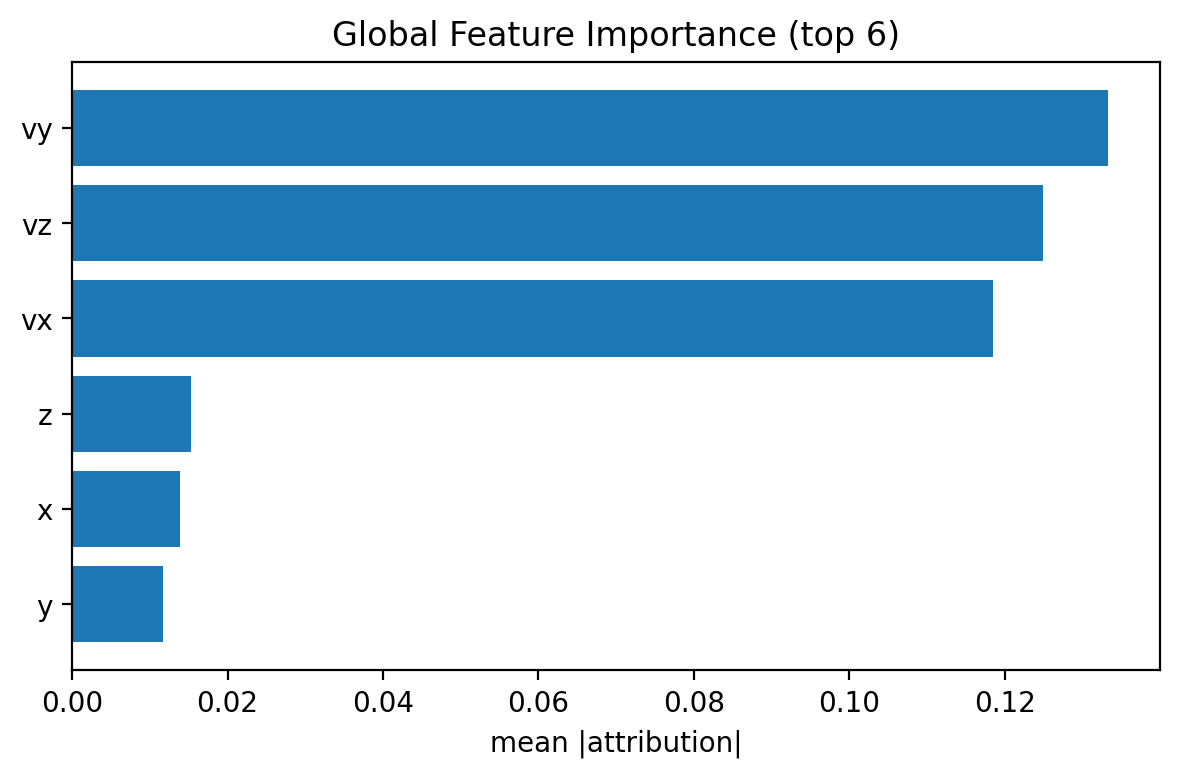 Global Feature Importance (top 6)
vy
vz
vx
z
x
y
0.00 0.02 0.04 0.06 0.08 0.10 0.12
mean |attribution|